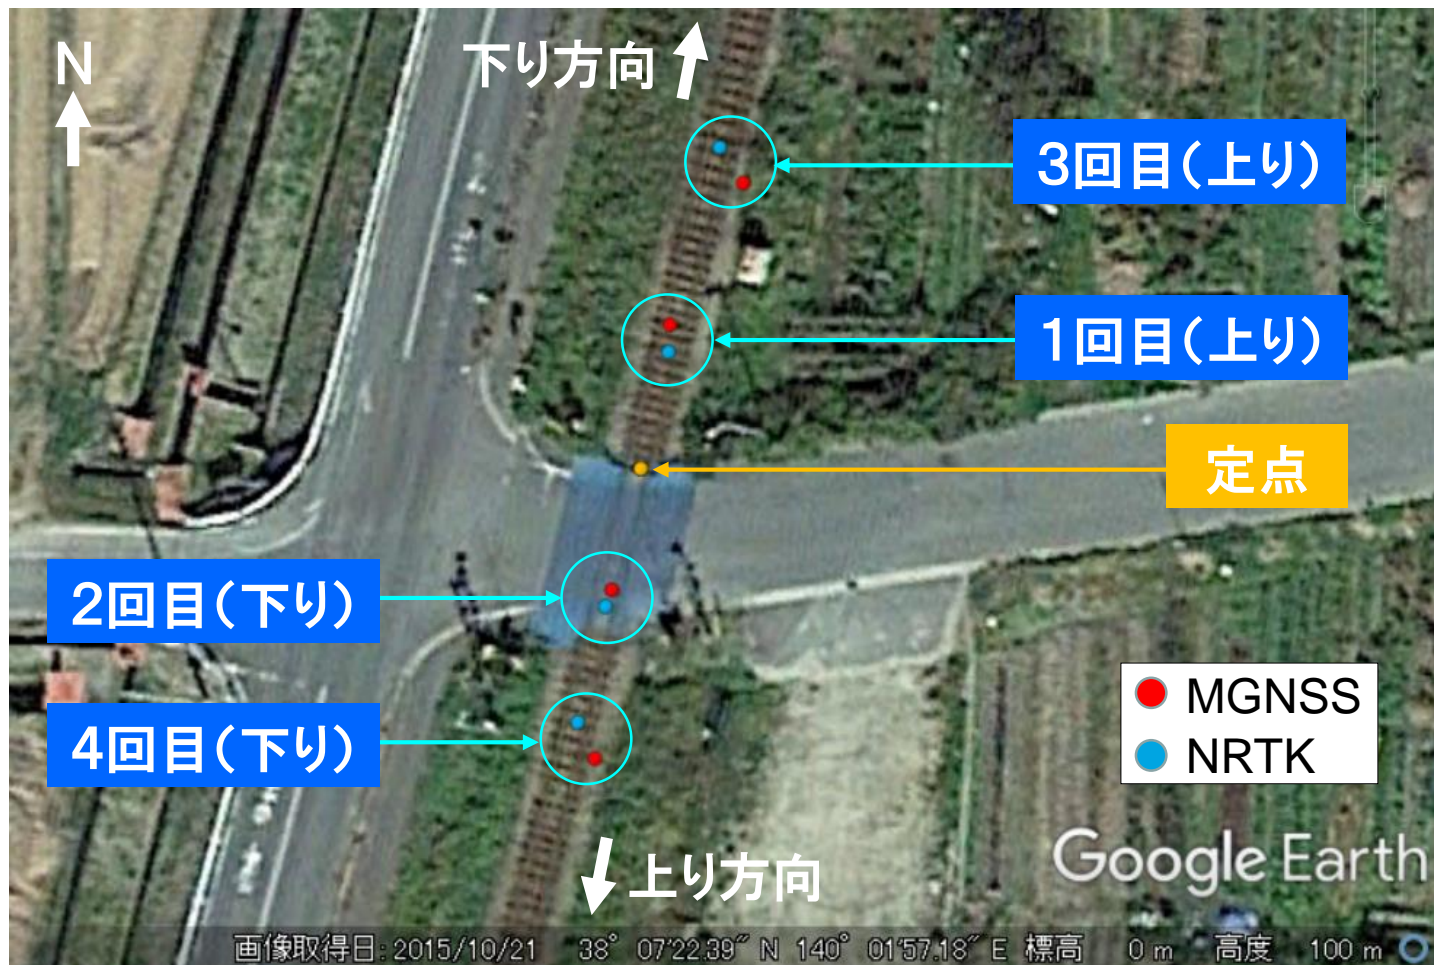 N
下り方向
3回目(上り)
1回目(上り)
定点
2回目(下り)
4回目(下り)
MGNSS
NRTK
上り方向
Google Earth
画像取得日: 2015/10/21 38° 07'22.39" N 140° 01'57.18" E 標高 0 m 高度 100 m